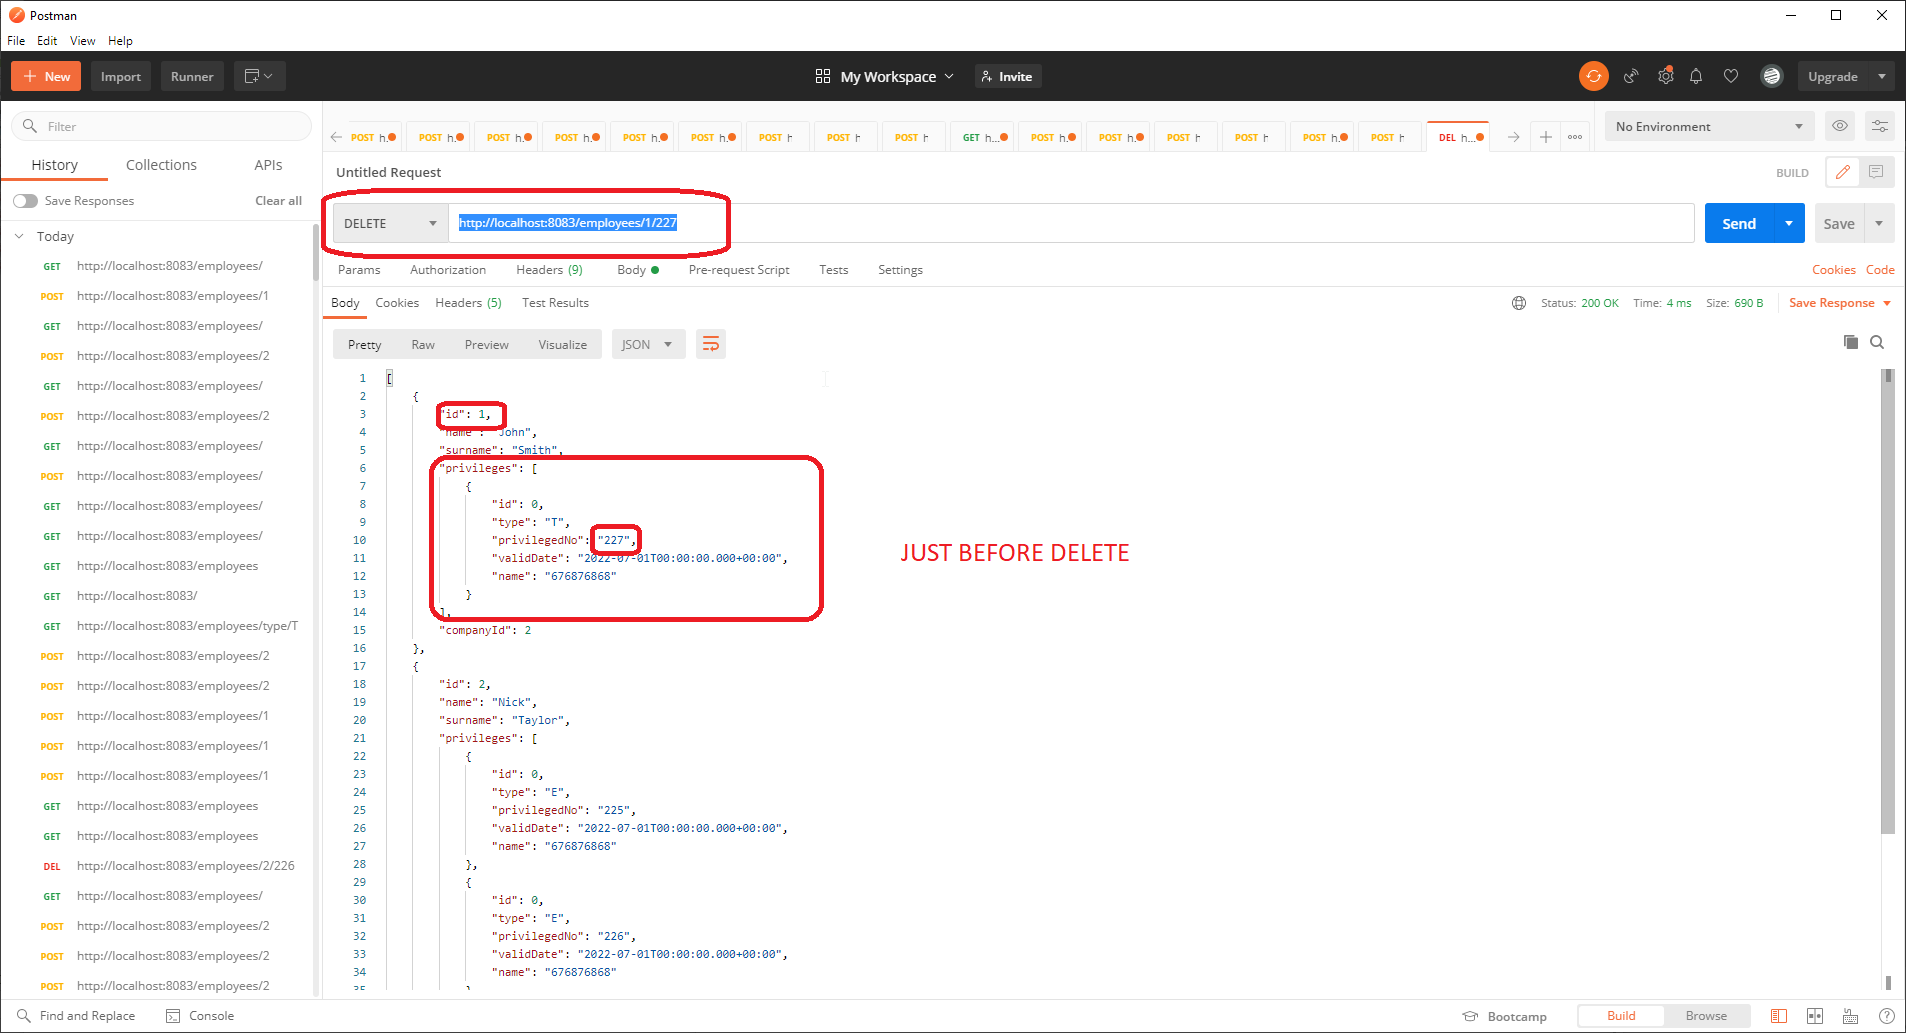 Postman
File Edit View Help
New Import Runner My Workspace Invite Upgrade
Filter
POST h. POST h. POST h. POST h. POST h. POST h. POST h POST h POST h GET h... POST h. POST h. POST h POST h POST h. POST h DEL h...
No Environment
History Collections APIs
Save Responses Clear all
Today
GET http://localhost:8083/employees/
POST http://localhost:8083/employees/1
GET http://localhost:8083/employees/
POST http://localhost:8083/employees/2
GET http://localhost:8083/employees/
POST http://localhost:8083/employees/2
GET http://localhost:8083/employees/
POST http://localhost:8083/employees/
GET http://localhost:8083/employees/
GET http://localhost:8083/employees/
GET http://localhost:8083/employees
GET http://localhost:8083/
GET http://localhost:8083/employees/type/T
POST http://localhost:8083/employees/2
POST http://localhost:8083/employees/2
POST http://localhost:8083/employees/1
POST http://localhost:8083/employees/1
POST http://localhost:8083/employees/1
GET http://localhost:8083/employees
GET http://localhost:8083/employees
DEL http://localhost:8083/employees/2/226
GET http://localhost:8083/employees/
POST http://localhost:8083/employees/2
POST http://localhost:8083/employees/2
POST http://localhost:8083/employees/2
Untitled Request BUILD
DELETE http://localhost:8083/employees/1/227 Send Save
Params Authorization Headers (9) Body Pre-request Script Tests Settings Cookies Code
Body Cookies Headers (5) Test Results Status: 200 OK Time: 4 ms Size: 690 B Save Response
Pretty Raw Preview Visualize JSON
1 [
2 {
3 "id": 1,
4 "name": "John",
5 "surname": "Smith",
6 "privileges": [
7 {
8 "id": 0,
9 "type": "T",
10 "privilegedNo": "227",
11 "validDate": "2022-07-01T00:00:00.000+00:00",
12 "name": "676876868"
13 }
14 ],
15 "companyId": 2
16 },
17 {
18 "id": 2,
19 "name": "Nick",
20 "surname": "Taylor",
21 "privileges": [
22 {
23 "id": 0,
24 "type": "E",
25 "privilegedNo": "225",
26 "validDate": "2022-07-01T00:00:00.000+00:00",
27 "name": "676876868"
28 },
29 {
30 "id": 0,
31 "type": "E",
32 "privilegedNo": "226",
33 "validDate": "2022-07-01T00:00:00.000+00:00",
34 "name": "676876868"
35 }
JUST BEFORE DELETE
Find and Replace Console Bootcamp Build Browse